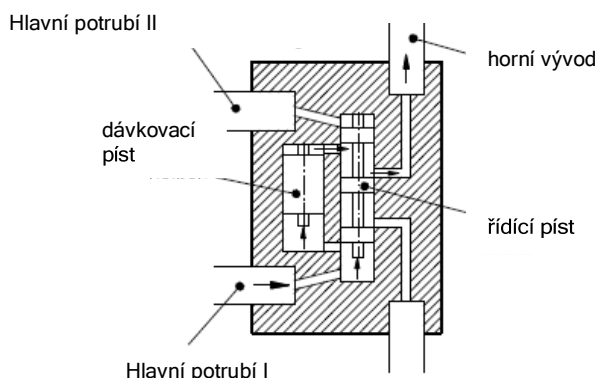 Hlavní potrubí II
horní vývod
dávkovací
píst
řídící píst
Hlavní potrubí I